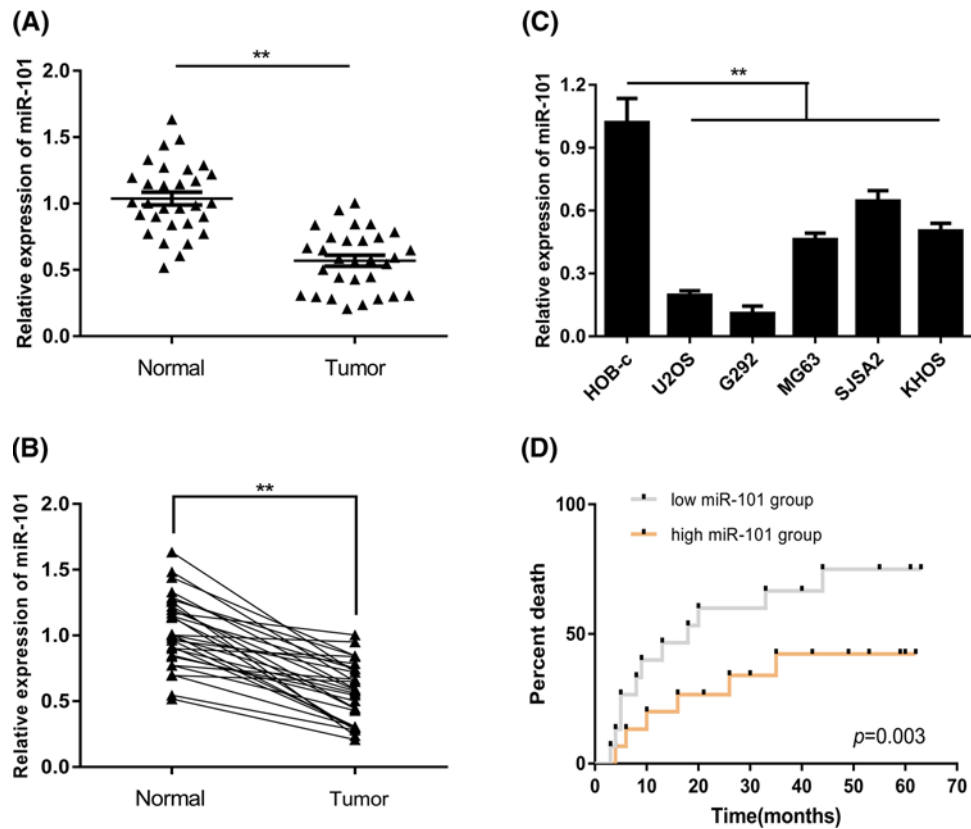 (A)
Relative expression of miR-101
2.0
1.5
1.0
0.5
0.0
**
Normal
Tumor
(B)
Relative expression of miR-101
2.0
1.5
1.0
0.5
0.0
**
Normal
Tumor
(C)
Relative expression of miR-101
1.2
0.9
0.6
0.3
0.0
**
HOB-c
U2OS
G292
MG63
SJSA2
KHOS
(D)
Percent death
100
50
0
low miR-101 group
high miR-101 group
p=0.003
0 10 20 30 40 50 60 70
Time(months)